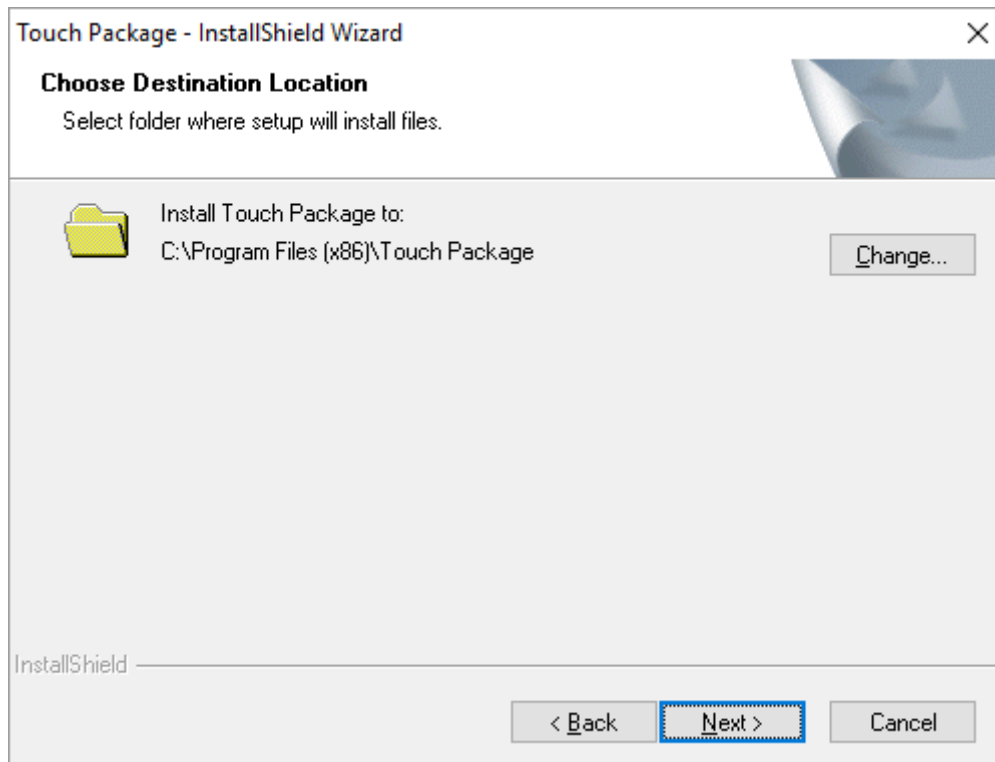 Touch Package - InstallShield Wizard
Choose Destination Location
Select folder where setup will install files.
Install Touch Package to:
C:\Program Files (x86)\Touch Package
Change...
InstallShield
< Back
Next >
Cancel